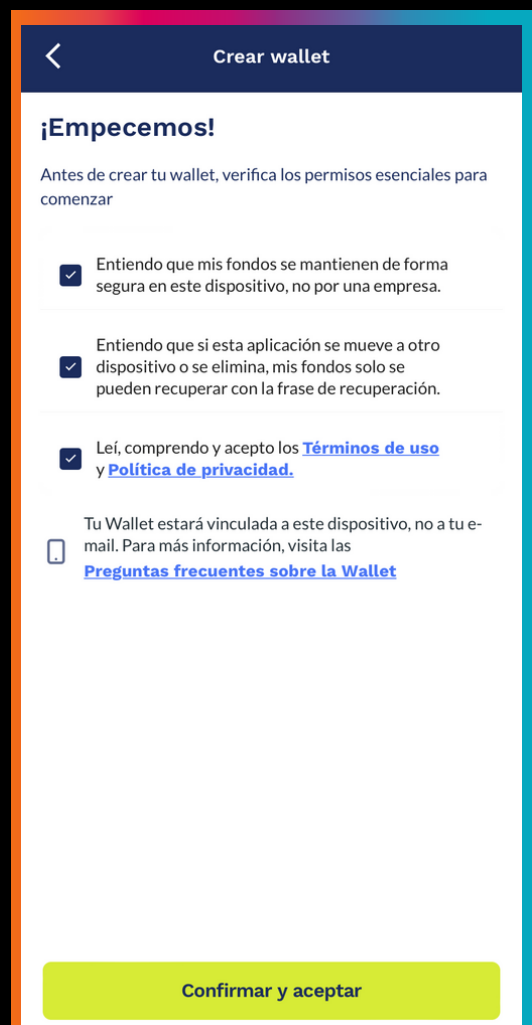 Crear wallet
¡Empecemos!
Antes de crear tu wallet, verifica los permisos esenciales para
comenzar
Entiendo que mis fondos se mantienen de forma
segura en este dispositivo, no por una empresa.
Entiendo que si esta aplicación se mueve a otro
dispositivo o se elimina, mis fondos solo se
pueden recuperar con la frase de recuperación.
Leí, comprendo y acepto los Términos de uso
y Política de privacidad.
Tu Wallet estará vinculada a este dispositivo, no a tu e-
mail. Para más información, visita las
Preguntas frecuentes sobre la Wallet
Confirmar y aceptar